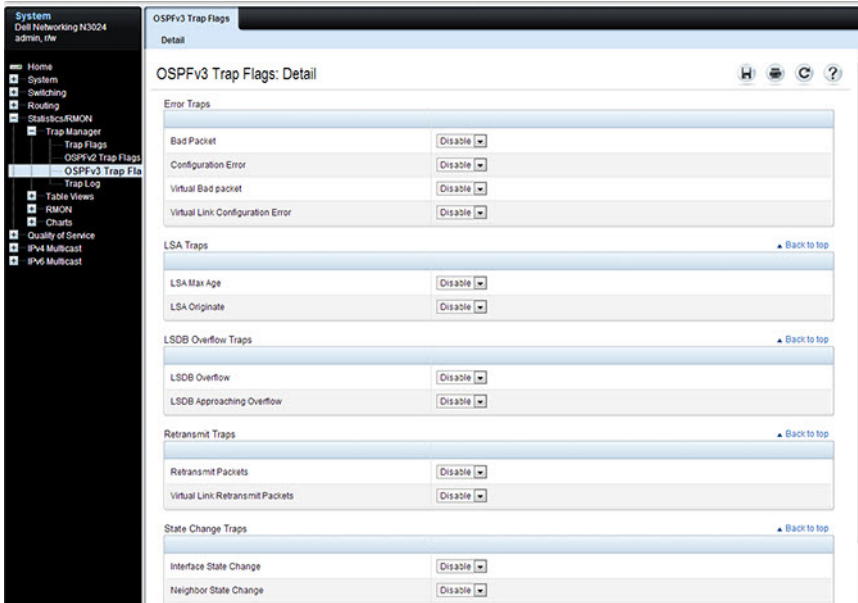 System
Dell Networking N3024
admin, r/w
Home
System
Switching
Routing
Statistics/RMON
Trap Manager
Trap Flags
OSPFv2 Trap Flags
OSPFv3 Trap Fla
Trap Log
Table Views
RMON
Charts
Quality of Service
IPv4 Multicast
IPv6 Multicast
OSPFv3 Trap Flags
Detail
OSPFv3 Trap Flags: Detail
Error Traps
Bad Packet Disable
Configuration Error Disable
Virtual Bad packet Disable
Virtual Link Configuration Error Disable
LSA Traps Back to top
LSA Max Age Disable
LSA Originate Disable
LSDB Overflow Traps Back to top
LSDB Overflow Disable
LSDB Approaching Overflow Disable
Retransmit Traps Back to top
Retransmit Packets Disable
Virtual Link Retransmit Packets Disable
State Change Traps Back to top
Interface State Change Disable
Neighbor State Change Disable